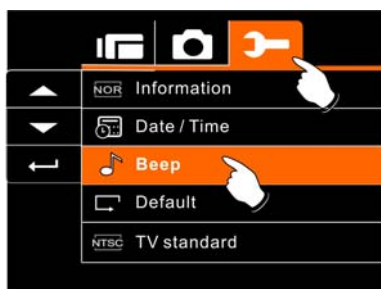 NOR Information
Date / Time
Beep
Default
NTSC TV standard